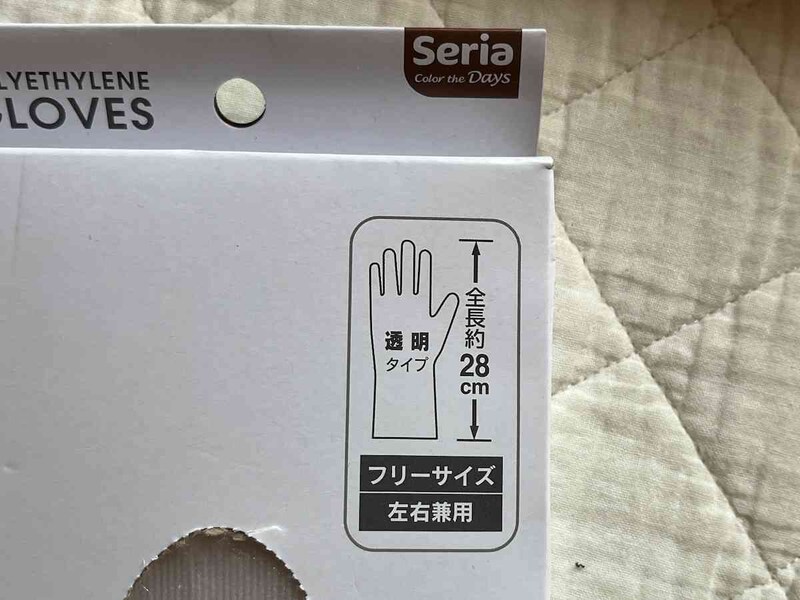 LYETHYLENE
GLOVES
Seria
Color the Days
透明
タイプ
全長約
28
cm
フリーサイズ
左右兼用